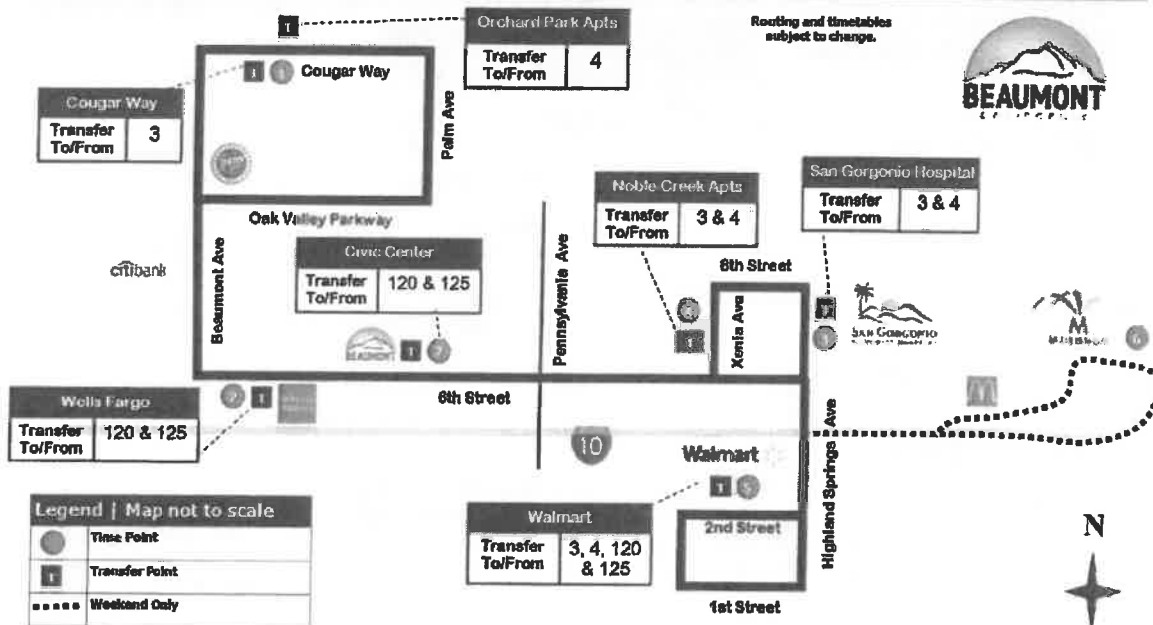 Orchard Park Apts
Transfer To/From
4
Routing and timetables
subject to change.
BEAUMONT
CALIFORNIA
T
T
Cougar Way
Cougar Way
Transfer To/From
3
Palm Ave
San Gorgonio Hospital
Transfer To/From
3 & 4
Noble Creek Apts
Transfer To/From
3 & 4
Oak Valley Parkway
Civic Center
Transfer To/From
120 & 125
citibank
Beaumont Ave
Pennsylvania Ave
8th Street
Xenia Ave
SAN GORGONIO
BEAUMONT
T
T
6th Street
Wells Fargo
Transfer To/From
120 & 125
T
10
Walmart
T
5
Highland Springs Ave
Walmart
Transfer To/From
3, 4, 120 & 125
2nd Street
1st Street
N
Legend | Map not to scale
Time Point
T
Transfer Point
Weekend Only